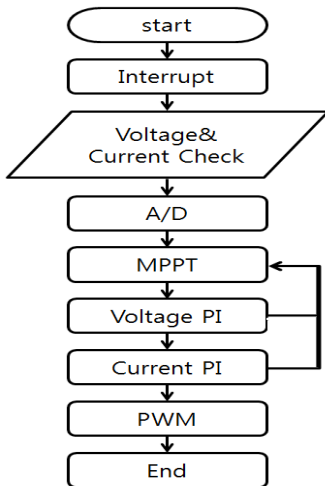 start
Interrupt
Voltage&
Current Check
A/D
MPPT
Voltage PI
Current PI
PWM
End